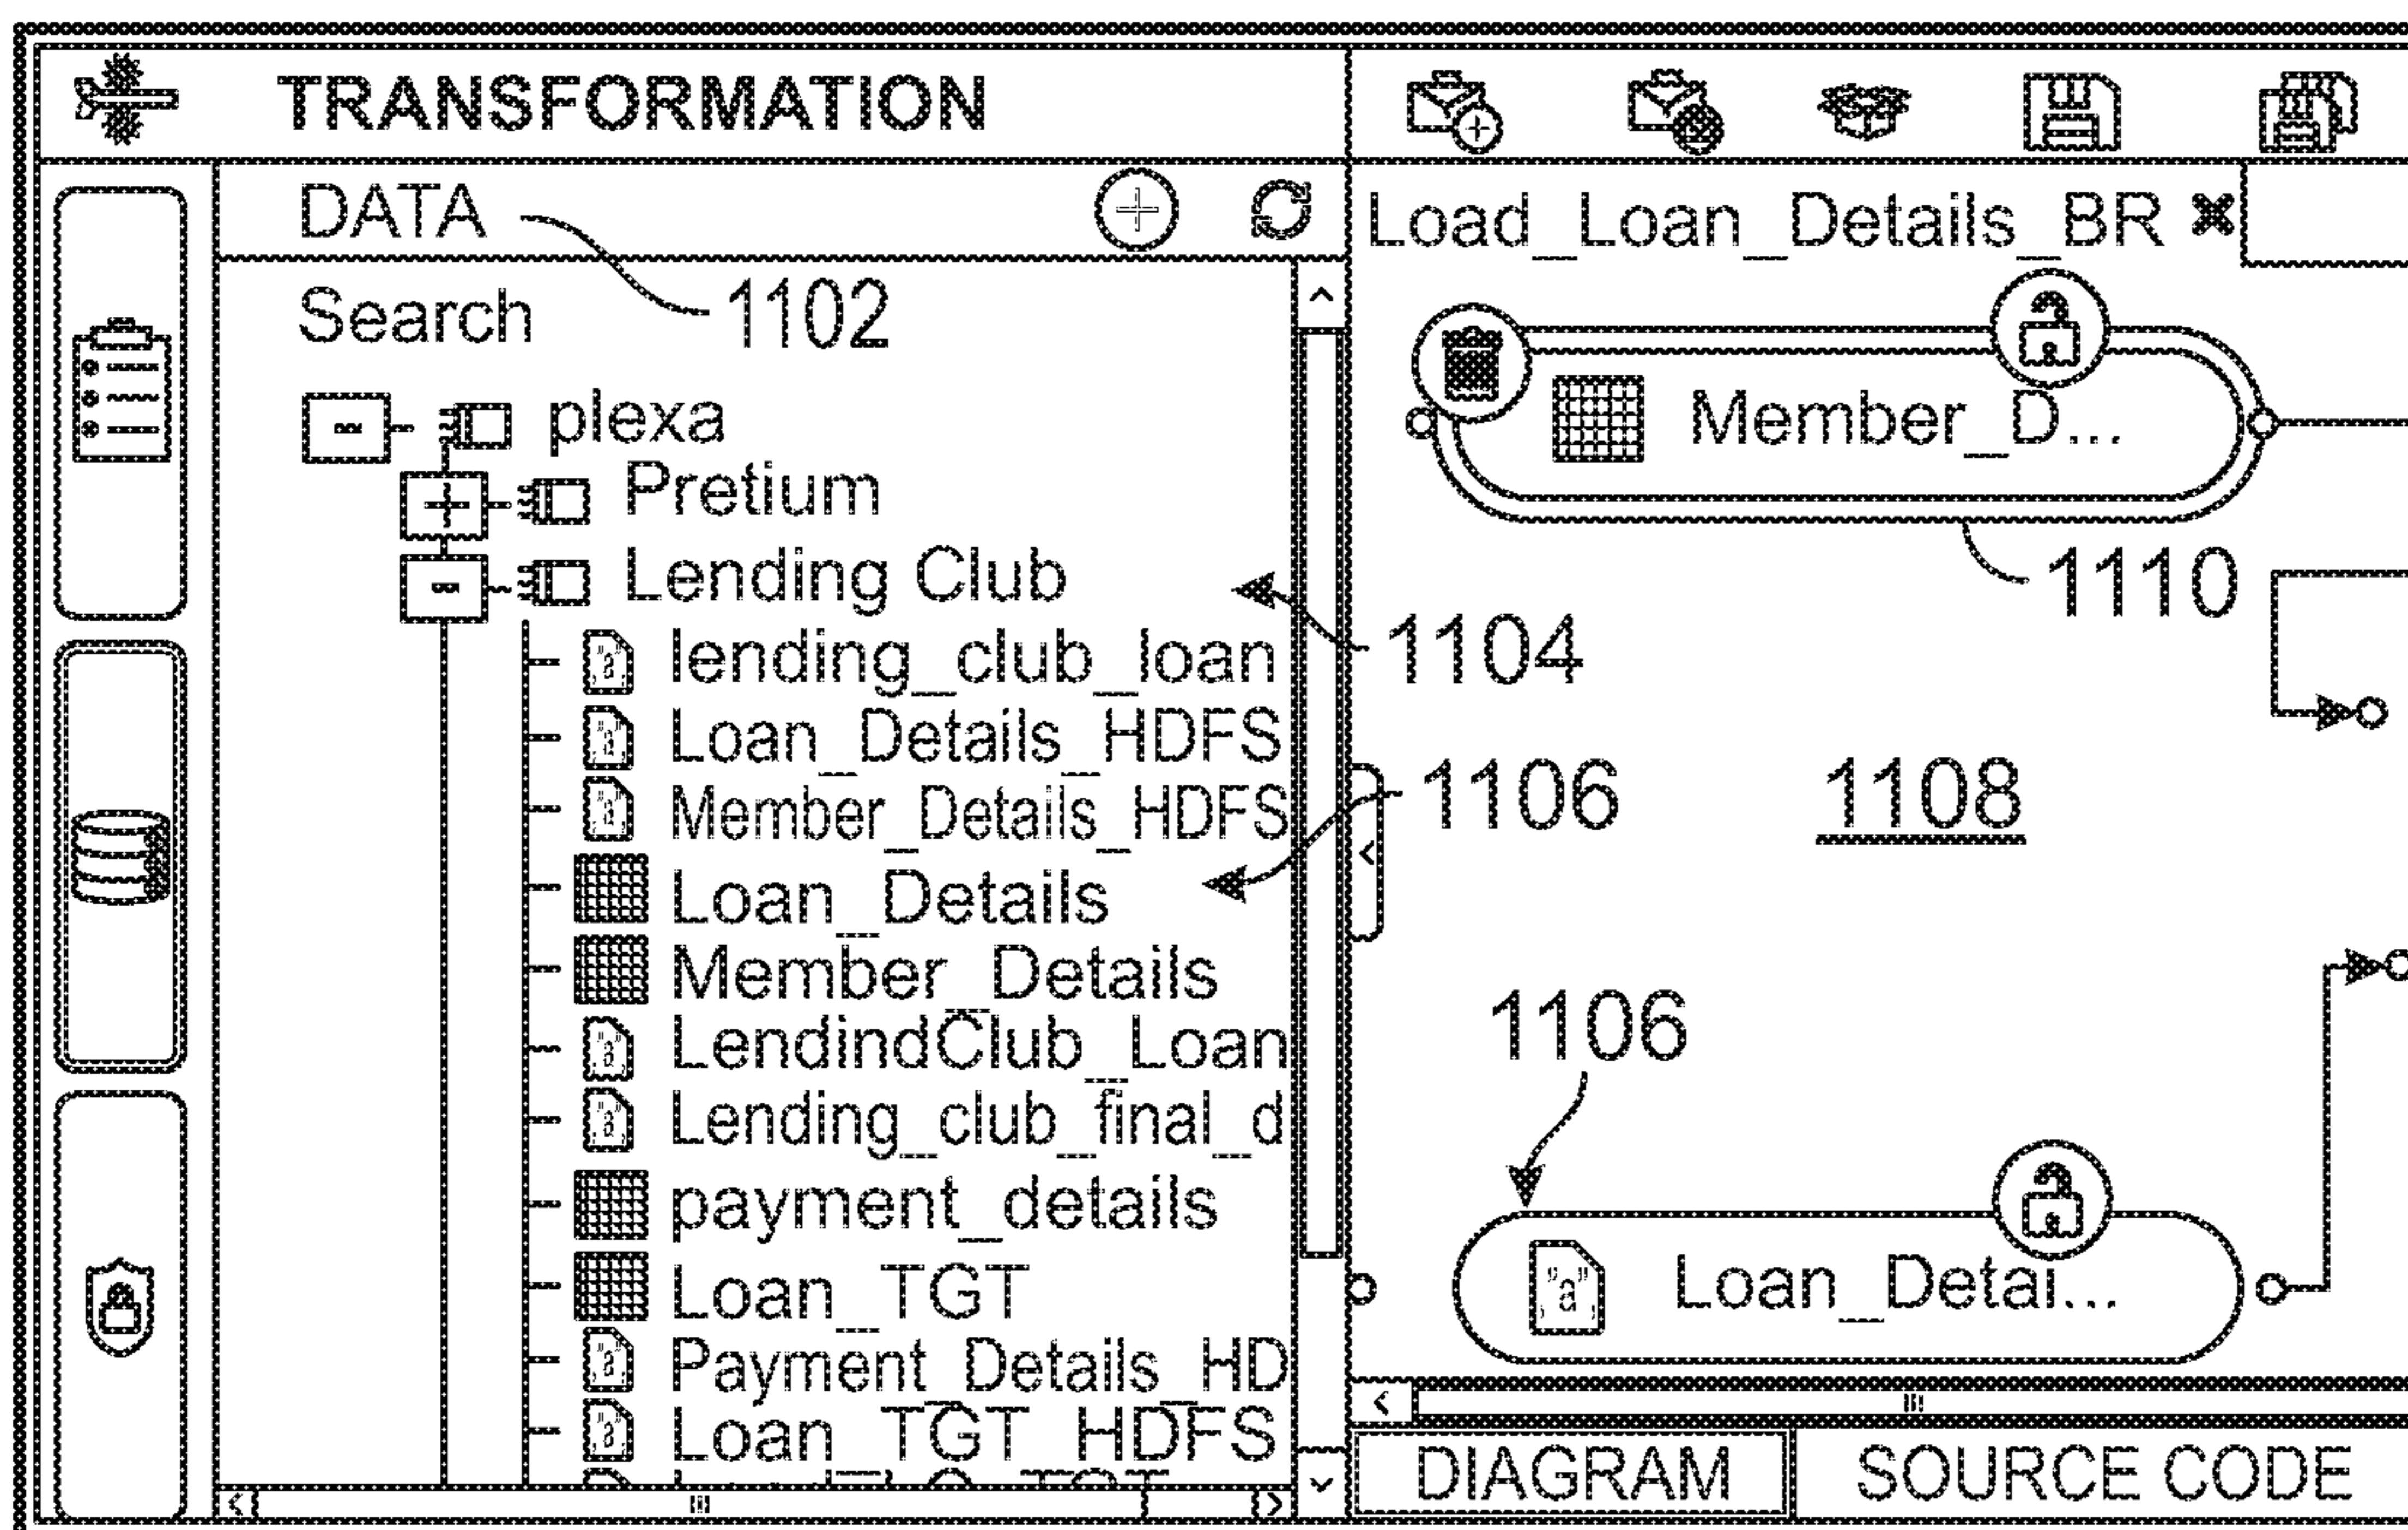 TRANSFORMATION
DATA
Load_Loan_Details_BR
Search
1102
plexa
Member_D...
Pretium
Lending Club
1110
1104
lending_club_loan
Loan_Details_HDFS
Member_Details_HDFS
1106
1108
Loan_Details
Member_Details
LendindClub_Loan
1106
Lending_club_final_d
payment_details
Loan_TGT
"a" Loan_Detai...
Payment_Details_HD
Loan_TGT_HDFS
DIAGRAM
SOURCE CODE